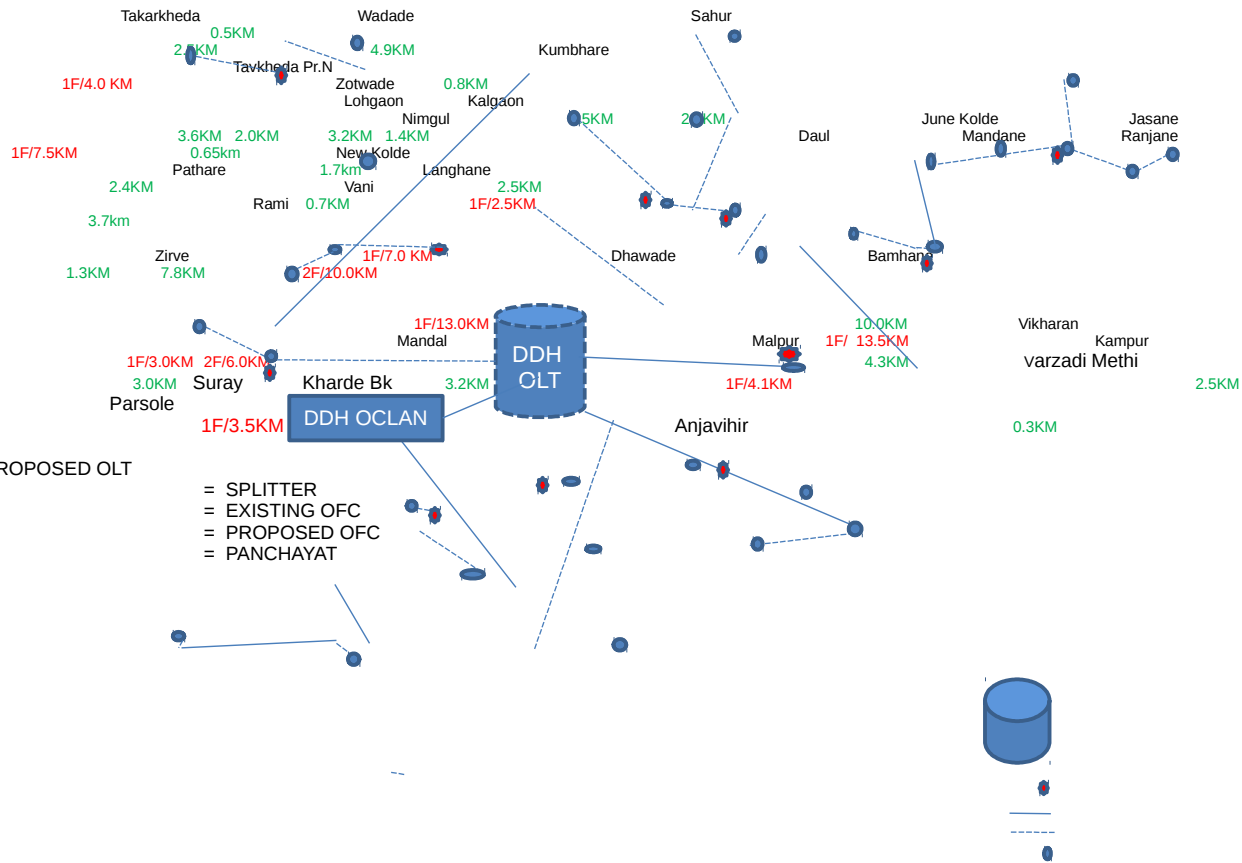 Takarkheda Wadade Sahur
0.5KM
2.5KM 4.9KM Kumbhare
Tavkheda Pr.N
1F/4.0 KM Zotwade 0.8KM
Lohgaon Kalgaon
Nimgul 5KM KM June Kolde Jasane
3.6KM 2.0KM 3.2KM 1.4KM Daul Mandane Ranjane
1F/7.5KM 0.65km New Kolde
Pathare 1.7km Langhane
2.4KM Vani 2.5KM
Rami 0.7KM 1F/2.5KM
3.7km
Zirve 1F/7.0 KM Dhawade Bamhane
1.3KM 7.8KM 2F/10.0KM
1F/13.0KM 10.0KM Vikharan
Mandal Malpur 1F/ 13.5KM Kampur
DDH
OLT
1F/3.0KM 2F/6.0KM 4.3KM Varzadi Methi
3.0KM Suray Kharde Bk 3.2KM 1F/4.1KM 2.5KM
Parsole
1F/3.5KM DDH OCLAN Anjavihir 0.3KM
ROPOSED OLT
= SPLITTER
= EXISTING OFC
= PROPOSED OFC
= PANCHAYAT